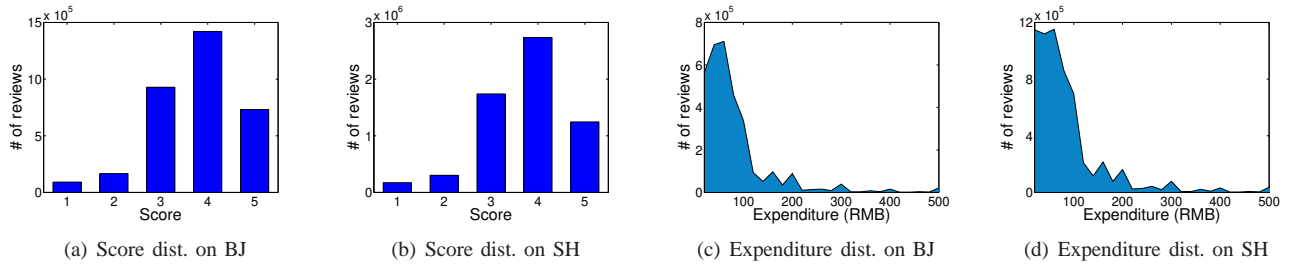 × 10^5
15
10
5
0
# of reviews
1 2 3 4 5
Score
(a) Score dist. on BJ
× 10^6
3
2
1
0
# of reviews
1 2 3 4 5
Score
(b) Score dist. on SH
× 10^5
8
6
4
2
0
# of reviews
100 200 300 400 500
Expenditure (RMB)
(c) Expenditure dist. on BJ
× 10^5
12
9
6
3
0
# of reviews
100 200 300 400 500
Expenditure (RMB)
(d) Expenditure dist. on SH